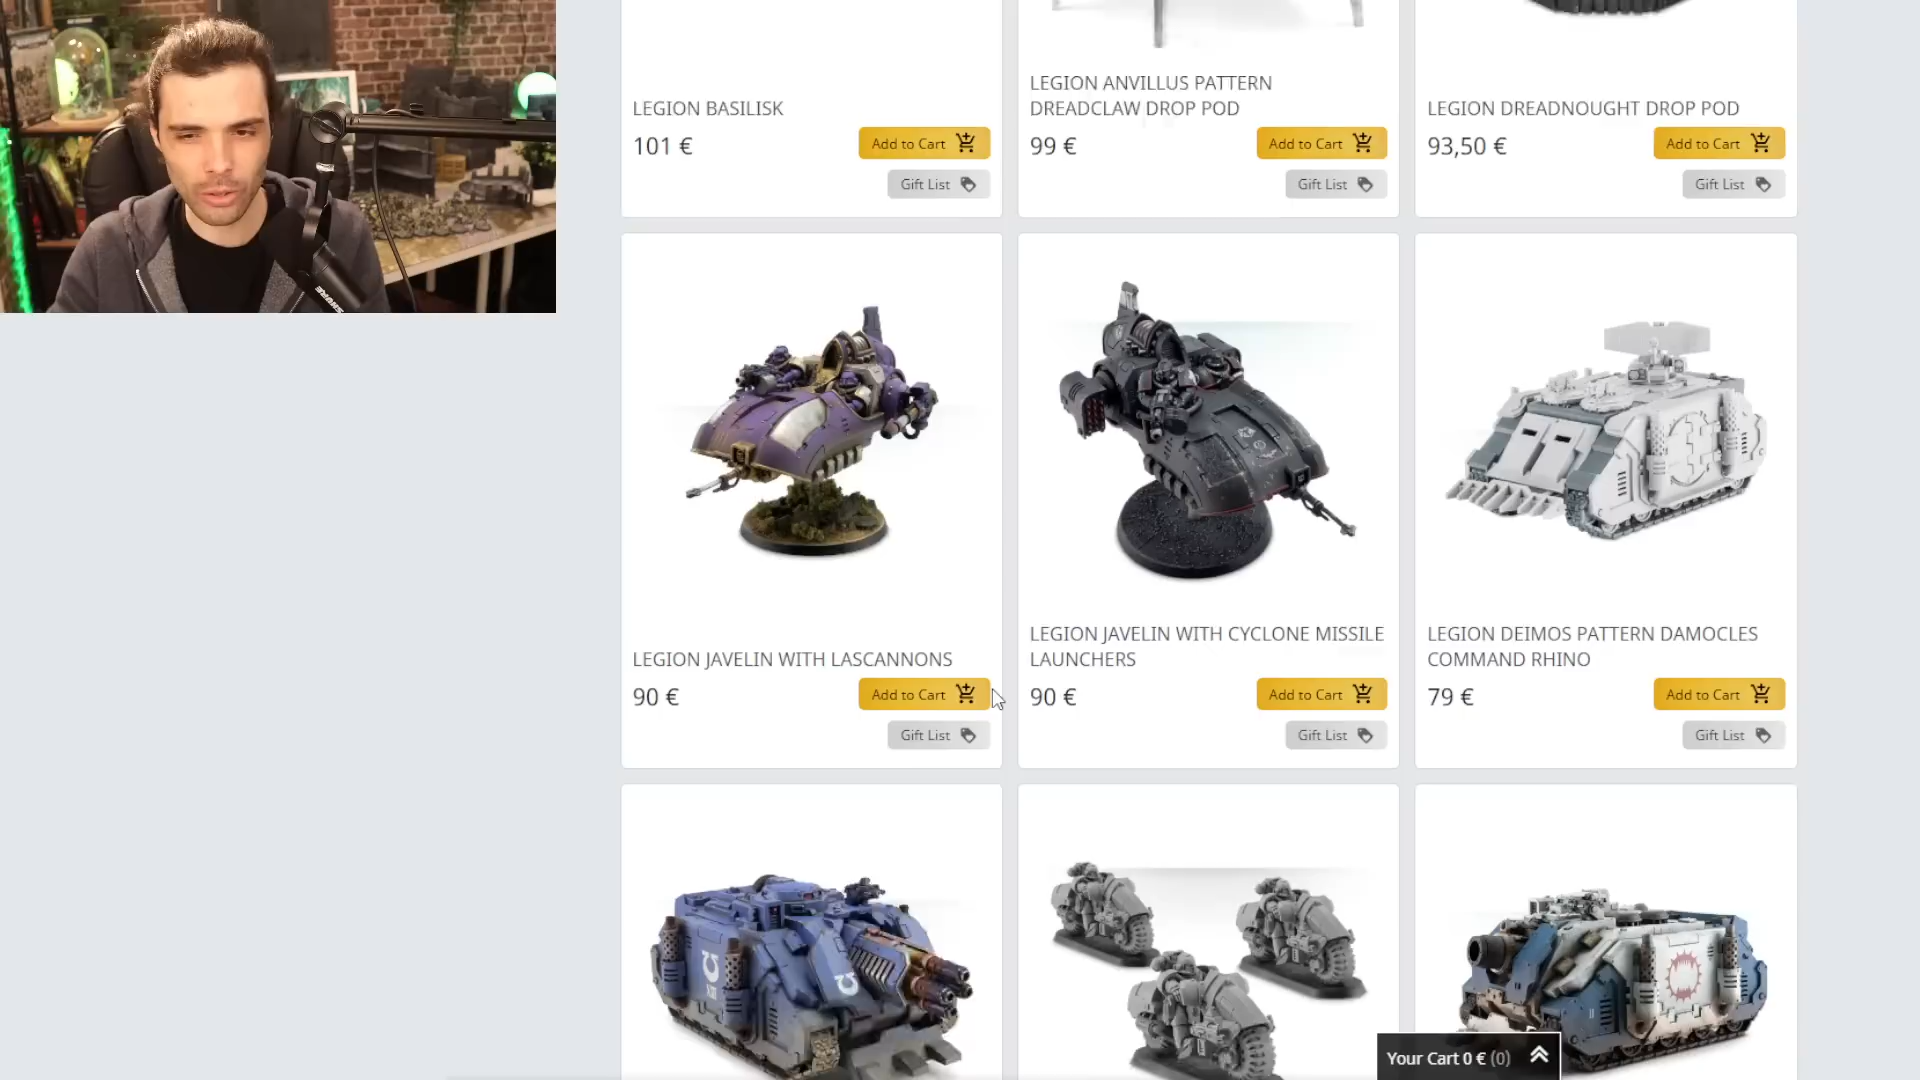 LEGION BASILISK
101 €
Add to Cart
Gift List
LEGION ANVILLUS PATTERN
DREADCLAW DROP POD
99 €
Add to Cart
Gift List
LEGION DREADNOUGHT DROP POD
93,50 €
Add to Cart
Gift List
LEGION JAVELIN WITH LASCANNONS
90 €
Add to Cart
Gift List
LEGION JAVELIN WITH CYCLONE MISSILE
LAUNCHERS
90 €
Add to Cart
Gift List
LEGION DEIMOS PATTERN DAMOCLES
COMMAND RHINO
79 €
Add to Cart
Gift List
SHURE
Your Cart 0 € (0)